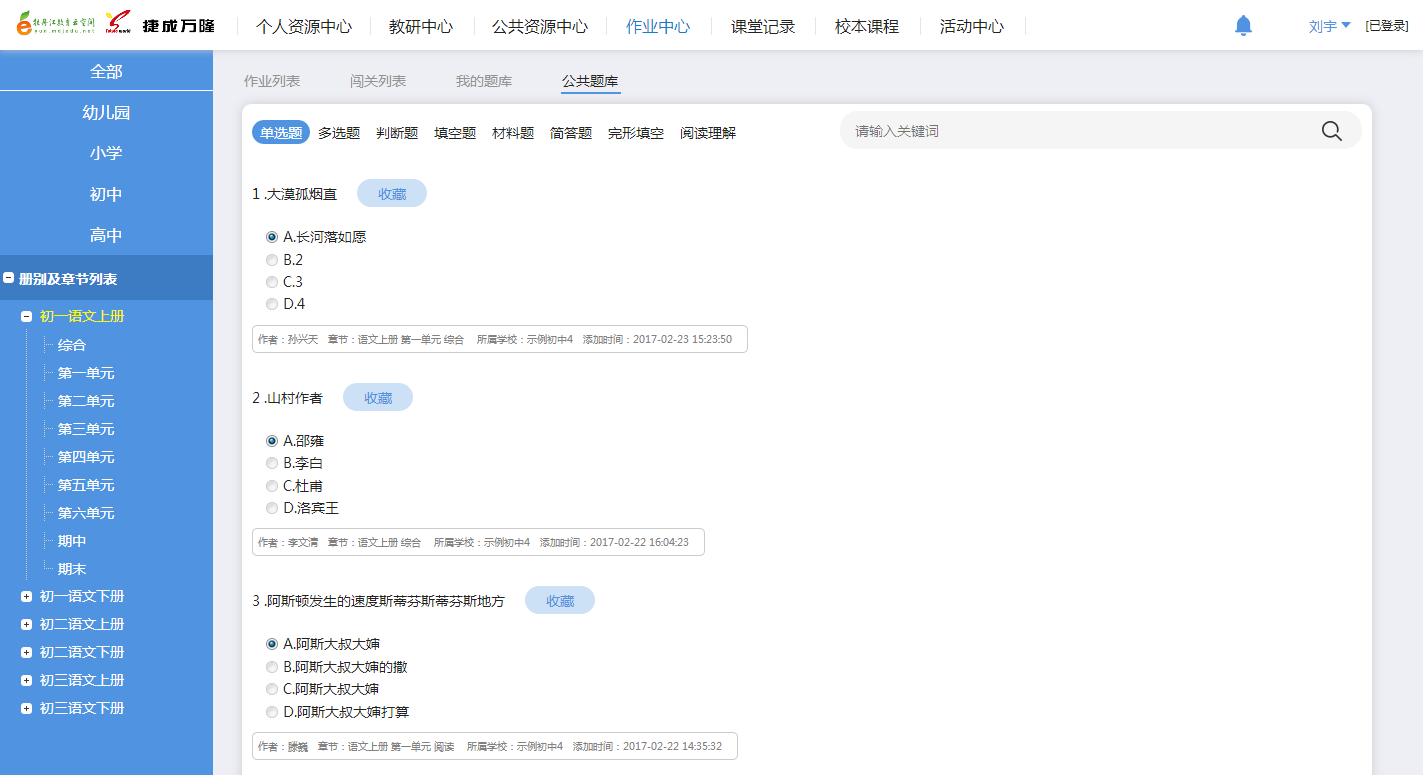 牡丹江教育云空间 捷成万隆 个人资源中心 教研中心 公共资源中心 作业中心 课堂记录 校本课程 活动中心 刘宇 [已登录]
yun.mdjedu.net
全部
幼儿园
小学
初中
高中
册别及章节列表
初一语文上册
综合
第一单元
第二单元
第三单元
第四单元
第五单元
第六单元
期中
期末
初一语文下册
初二语文上册
初二语文下册
初三语文上册
初三语文下册
作业列表 闯关列表 我的题库 公共题库
单选题 多选题 判断题 填空题 材料题 简答题 完形填空 阅读理解 请输入关键词
1 .大漠孤烟直 收藏
A.长河落如愿
B.2
C.3
D.4
作者：孙兴天 章节：语文上册 第一单元 综合 所属学校：示例初中4 添加时间：2017-02-23 15:23:50
2 .山村作者 收藏
A.邵雍
B.李白
C.杜甫
D.洛宾王
作者：李文清 章节：语文上册 综合 所属学校：示例初中4 添加时间：2017-02-22 16:04:23
3 .阿斯顿发生的速度斯蒂芬斯蒂芬斯地方 收藏
A.阿斯大叔大婶
B.阿斯大叔大婶的撒
C.阿斯大叔大婶
D.阿斯大叔大婶打算
作者：滕巍 章节：语文上册 第一单元 阅读 所属学校：示例初中4 添加时间：2017-02-22 14:35:32